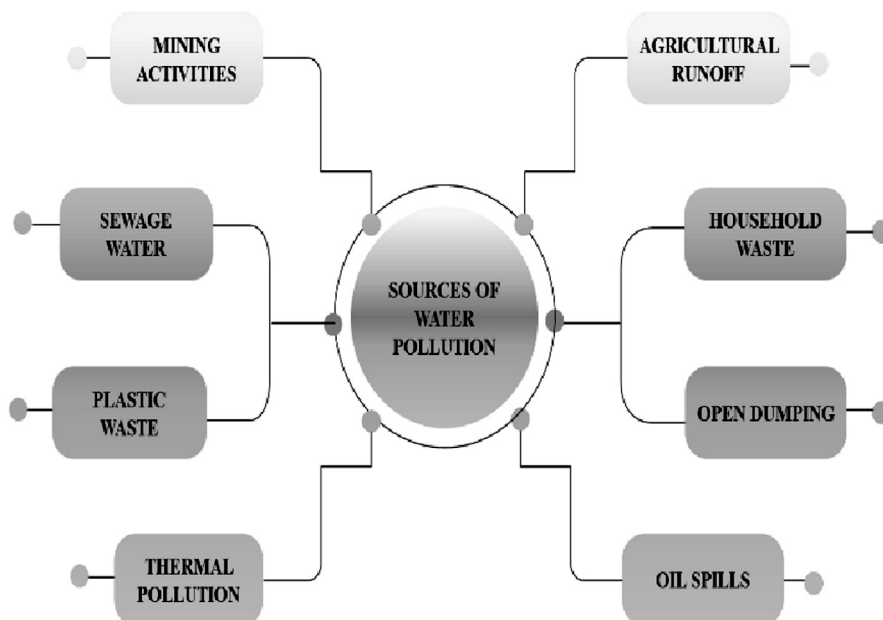 MINING
ACTIVITIES
AGRICULTURAL
RUNOFF
SEWAGE
WATER
HOUSEHOLD
WASTE
SOURCES OF
WATER
POLLUTION
PLASTIC
WASTE
OPEN DUMPING
THERMAL
POLLUTION
OIL SPILLS